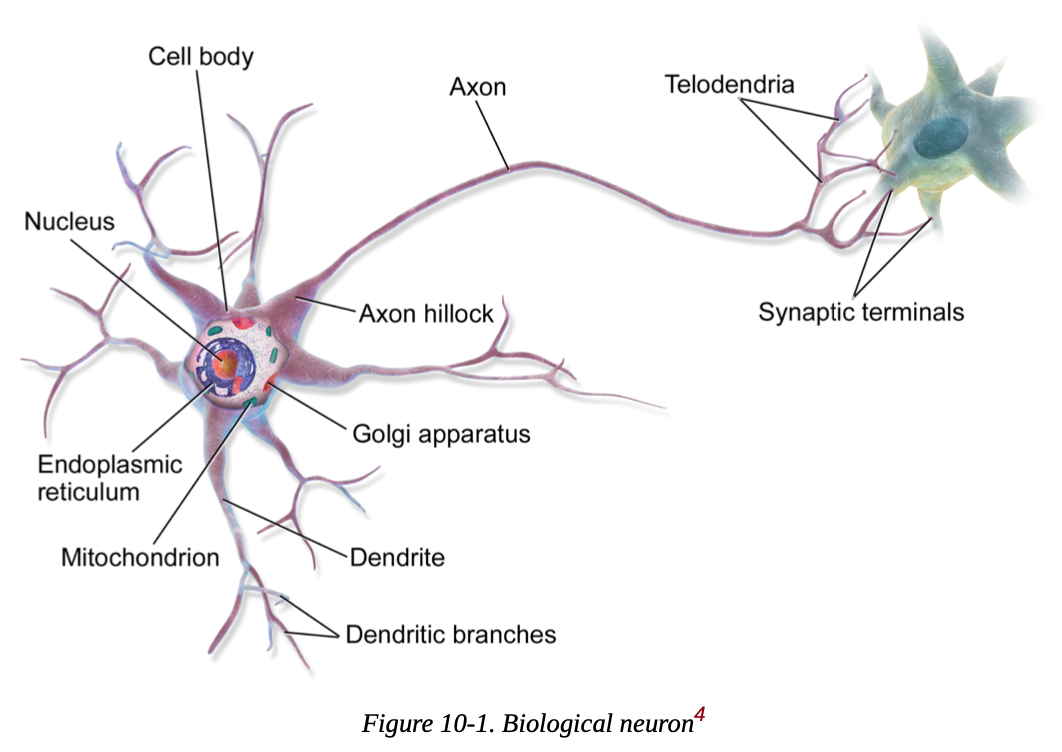 Cell body
Axon
Telodendria
Nucleus
Axon hillock
Synaptic terminals
Golgi apparatus
Endoplasmic
reticulum
Mitochondrion
Dendrite
Dendritic branches
Figure 10-1. Biological neuron4